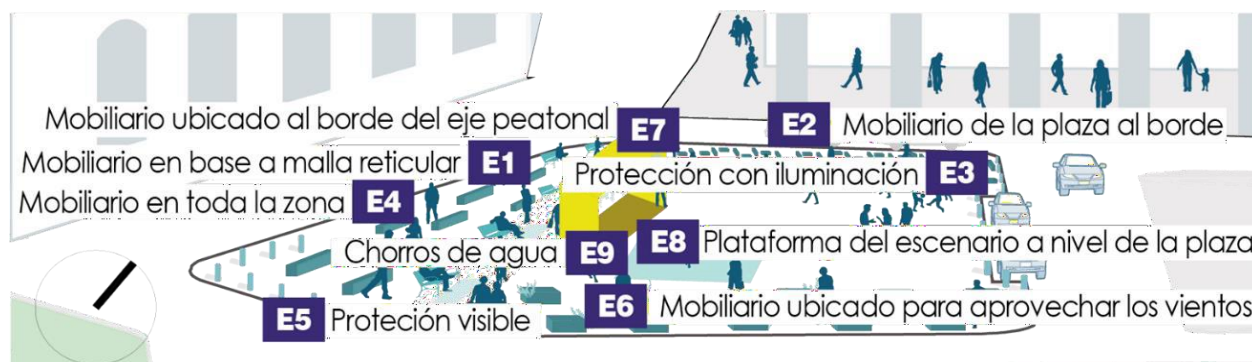 Mobiliario ubicado al borde del eje peatonal E7
E2 Mobiliario de la plaza al borde
Mobiliario en base a malla reticular E1
Protección con iluminación E3
Mobiliario en toda la zona E4
E8 Plataforma del escenario a nivel de la plaza
Chorros de agua E9
E6 Mobiliario ubicado para aprovechar los vientos
E5 Proteción visible